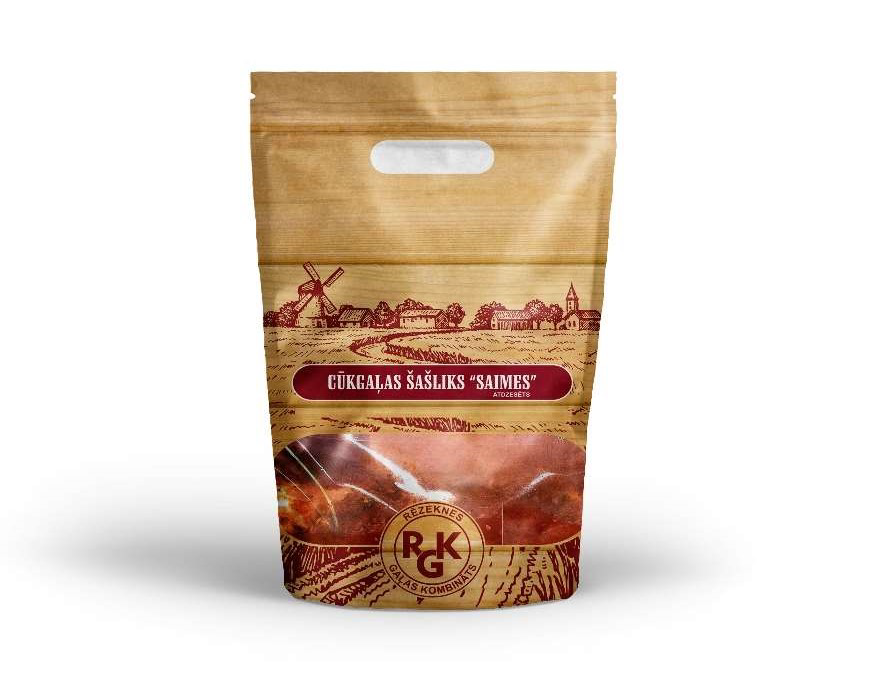 CŪKGAĻAS ŠAŠLIKS “SAIMES”
ATDZESĒTS
RĒZEKNES
RGK
GAĻAS KOMBINĀTS